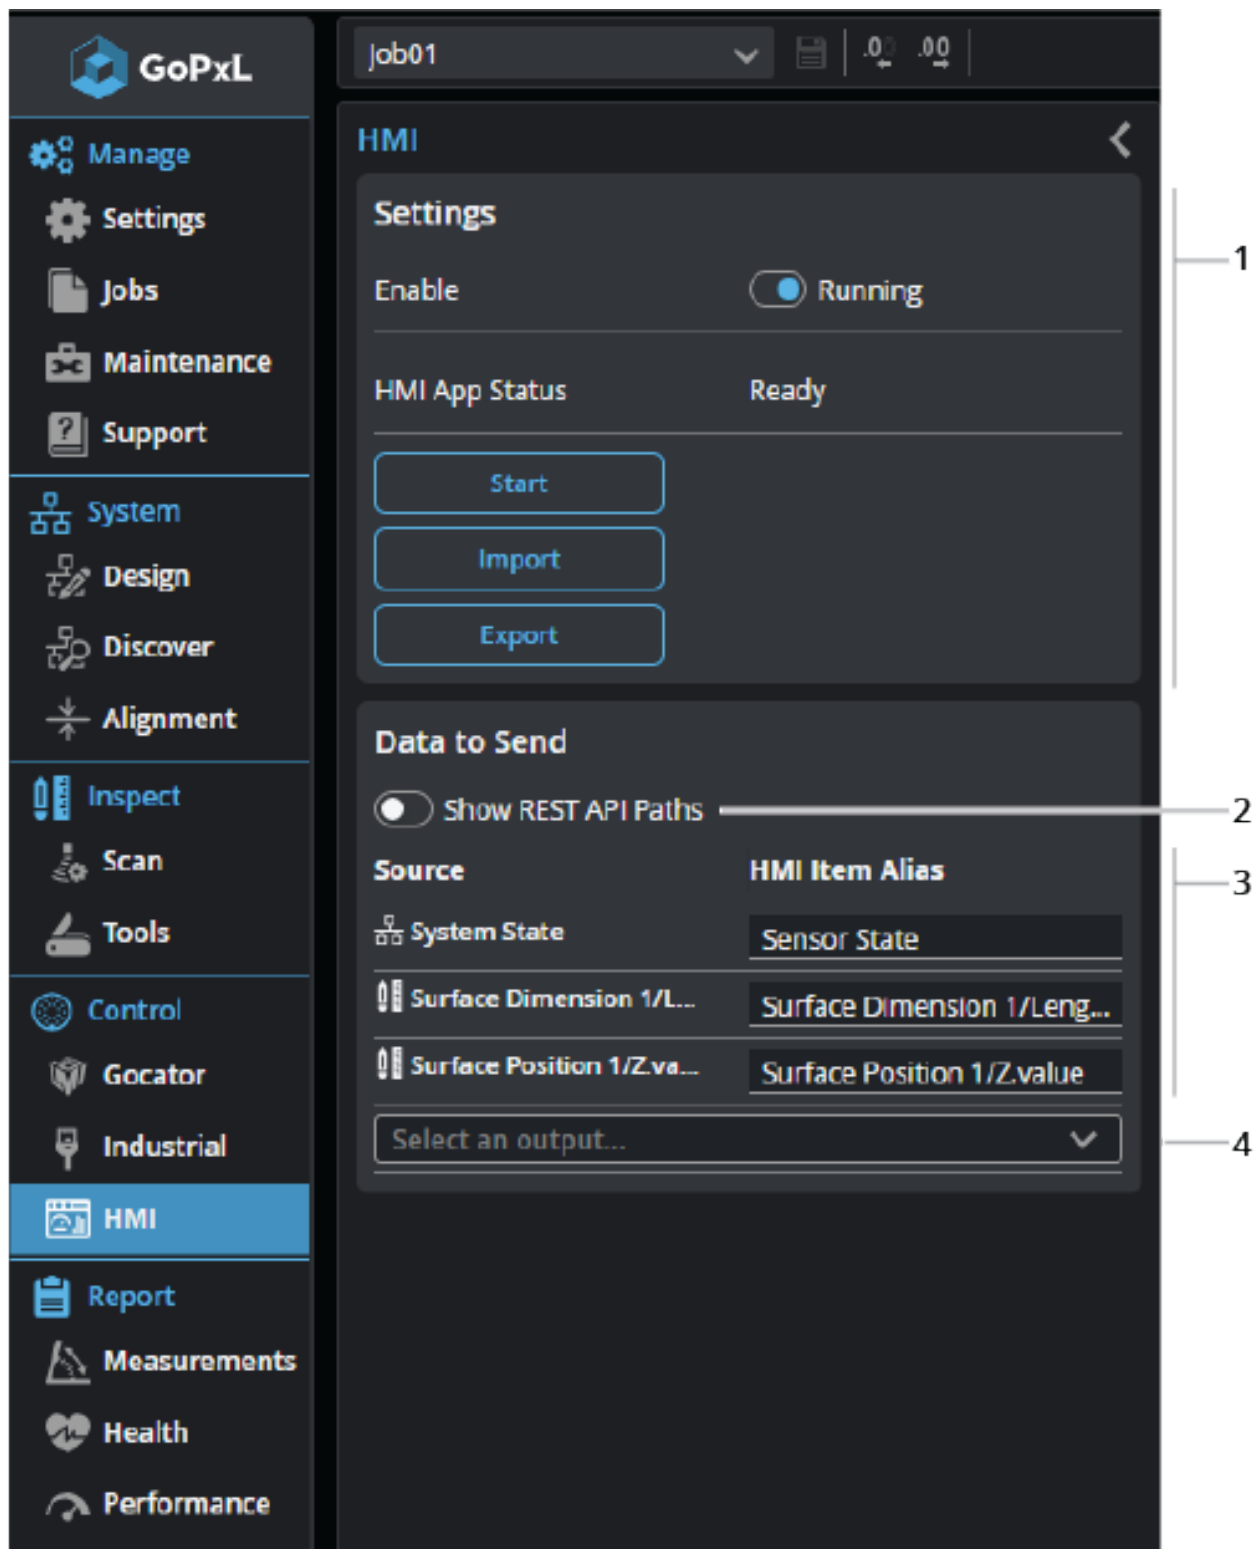 GoPxL
Job01
.00
.00
Manage
Settings
Jobs
Maintenance
Support
System
Design
Discover
Alignment
Inspect
Scan
Tools
Control
Gocator
Industrial
HMI
Report
Measurements
Health
Performance
HMI
Settings
Enable Running
HMI App Status Ready
Start
Import
Export
Data to Send
Show REST API Paths
Source HMI Item Alias
System State Sensor State
Surface Dimension 1/L... Surface Dimension 1/Leng...
Surface Position 1/Z.va... Surface Position 1/Z.value
Select an output...
1
2
3
4